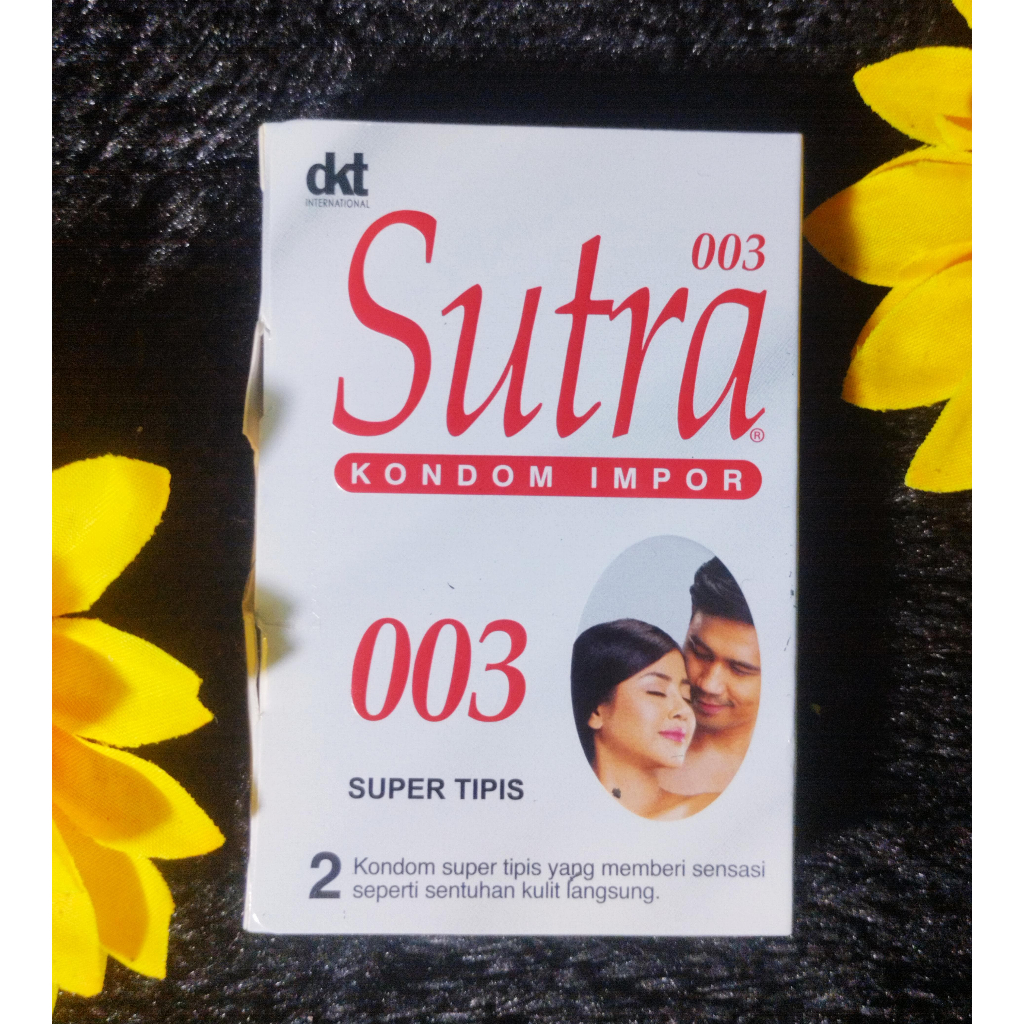 dkt
INTERNATIONAL
003
Sutra®
KONDOM IMPOR
003
SUPER TIPIS
2 Kondom super tipis yang memberi sensasi
seperti sentuhan kulit langsung.